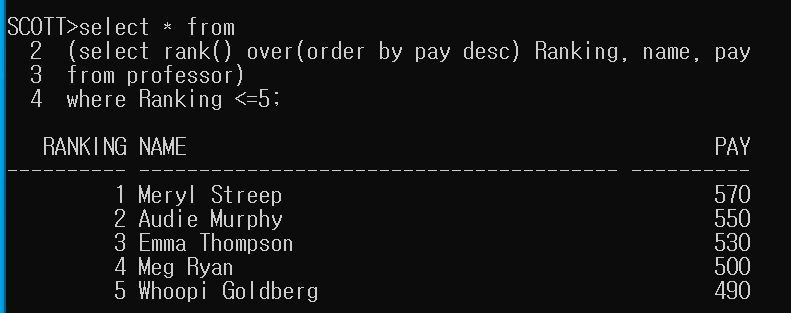 SCOTT>select * from
2 (select rank() over(order by pay desc) Ranking, name, pay
3 from professor)
4 where Ranking <=5;
RANKING NAME PAY
---------- ---------------------------------------- ----------
1 Meryl Streep 570
2 Audie Murphy 550
3 Emma Thompson 530
4 Meg Ryan 500
5 Whoopi Goldberg 490